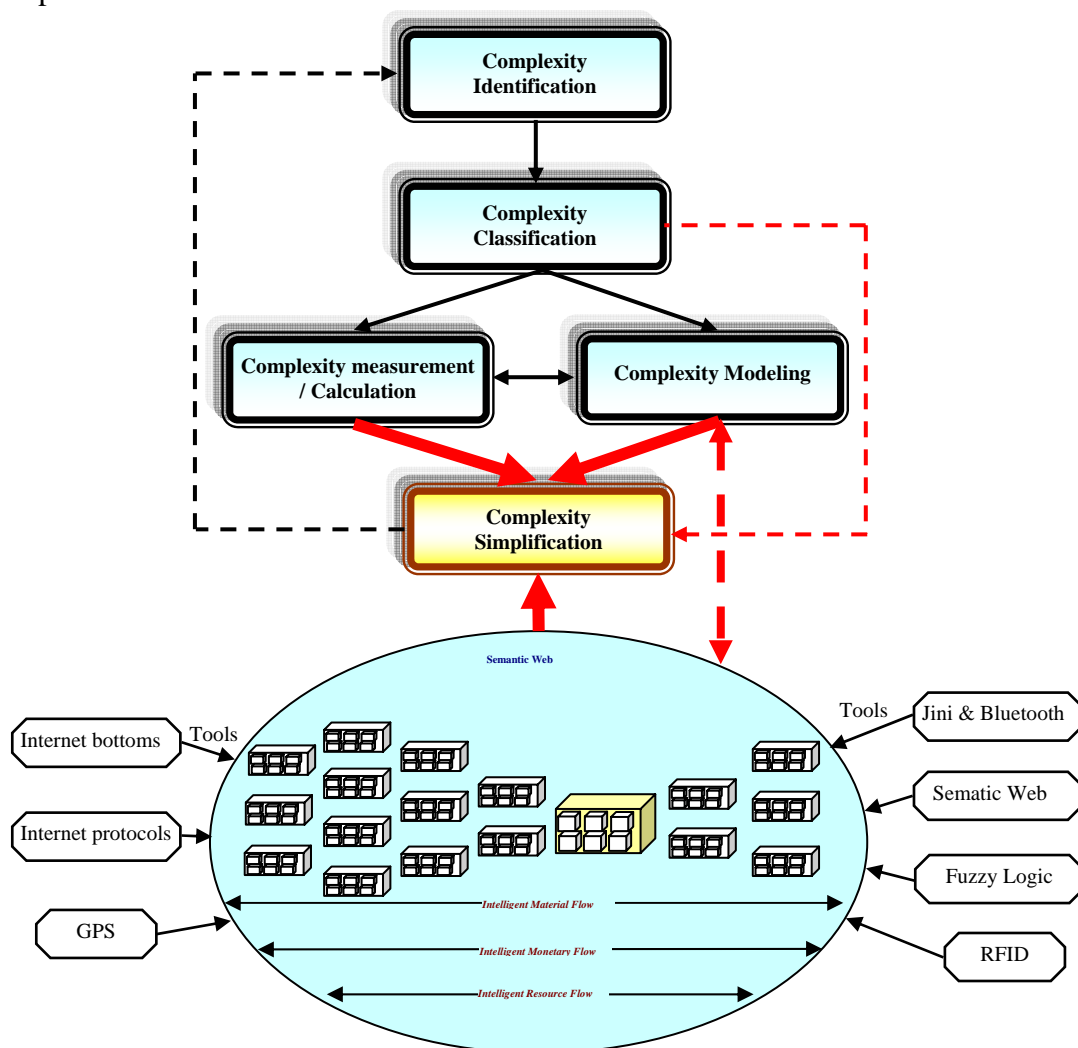 Complexity
Identification
Complexity
Classification
Complexity measurement
/ Calculation
Complexity Modeling
Complexity
Simplification
Semantic Web
Internet bottoms
Tools
Tools
Jini & Bluetooth
Internet protocols
Sematic Web
Fuzzy Logic
GPS
RFID
Intelligent Material Flow
Intelligent Monetary Flow
Intelligent Resource Flow